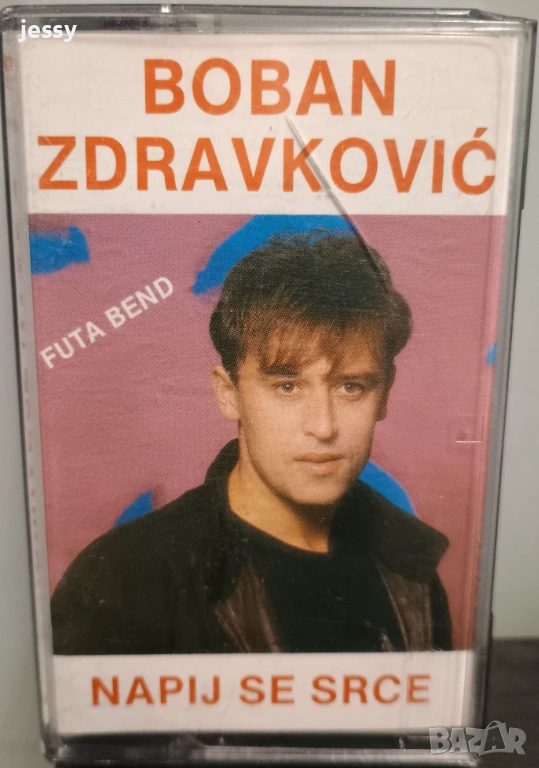 jessy
BOBAN
ZDRAVKOVIĆ
FUTA BEND
NAPIJ SE SRCE
BAZAR